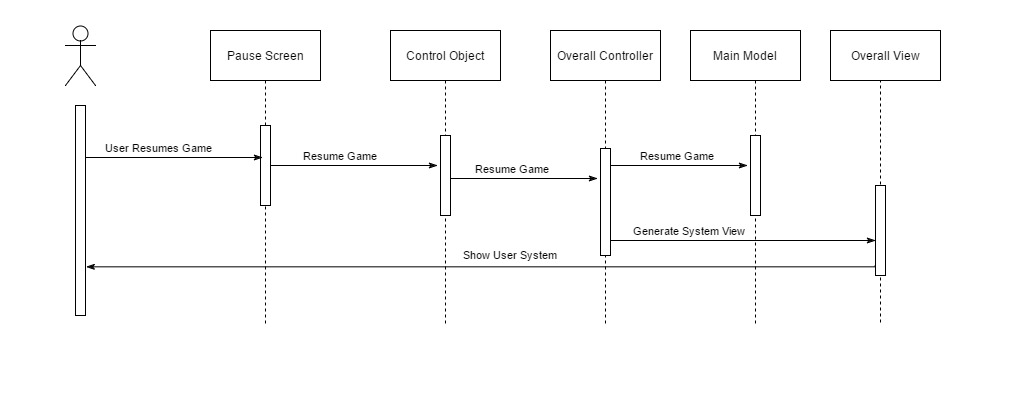 Pause Screen
Control Object
Overall Controller
Main Model
Overall View
User Resumes Game
Resume Game
Resume Game
Resume Game
Generate System View
Show User System